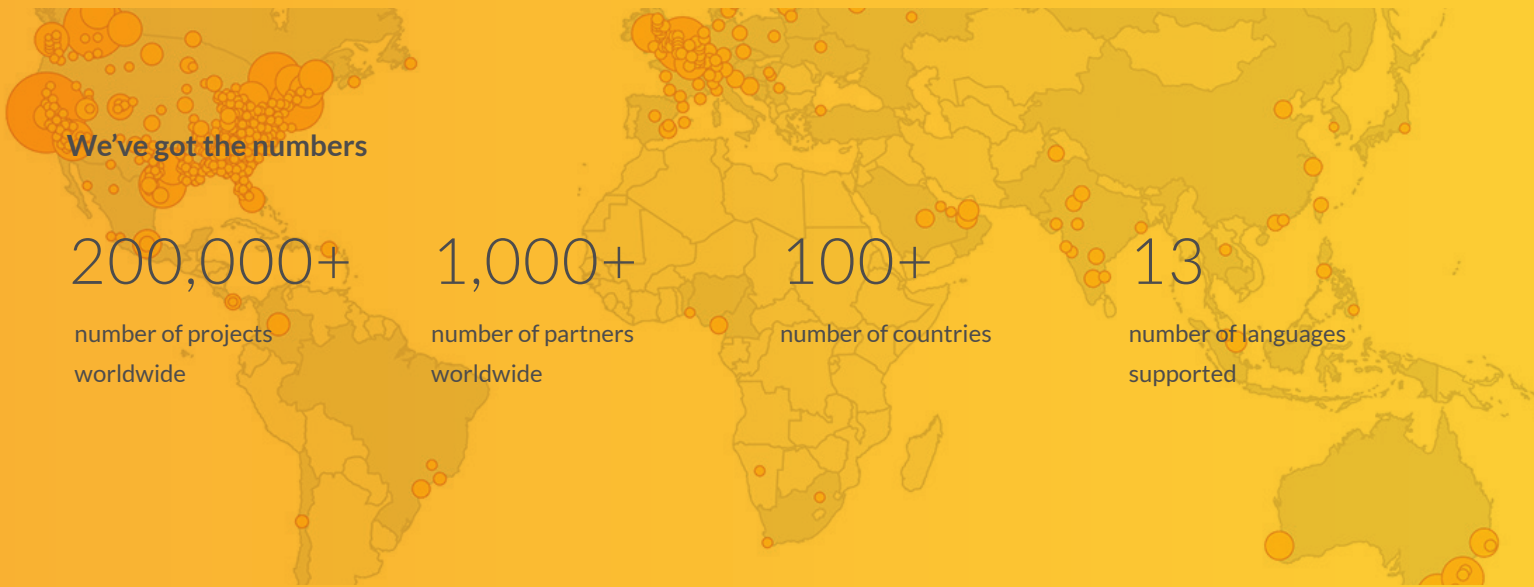 We’ve got the numbers
200,000+ 1,000+ 100+ 13
number of projects number of partners number of countries number of languages
worldwide worldwide supported